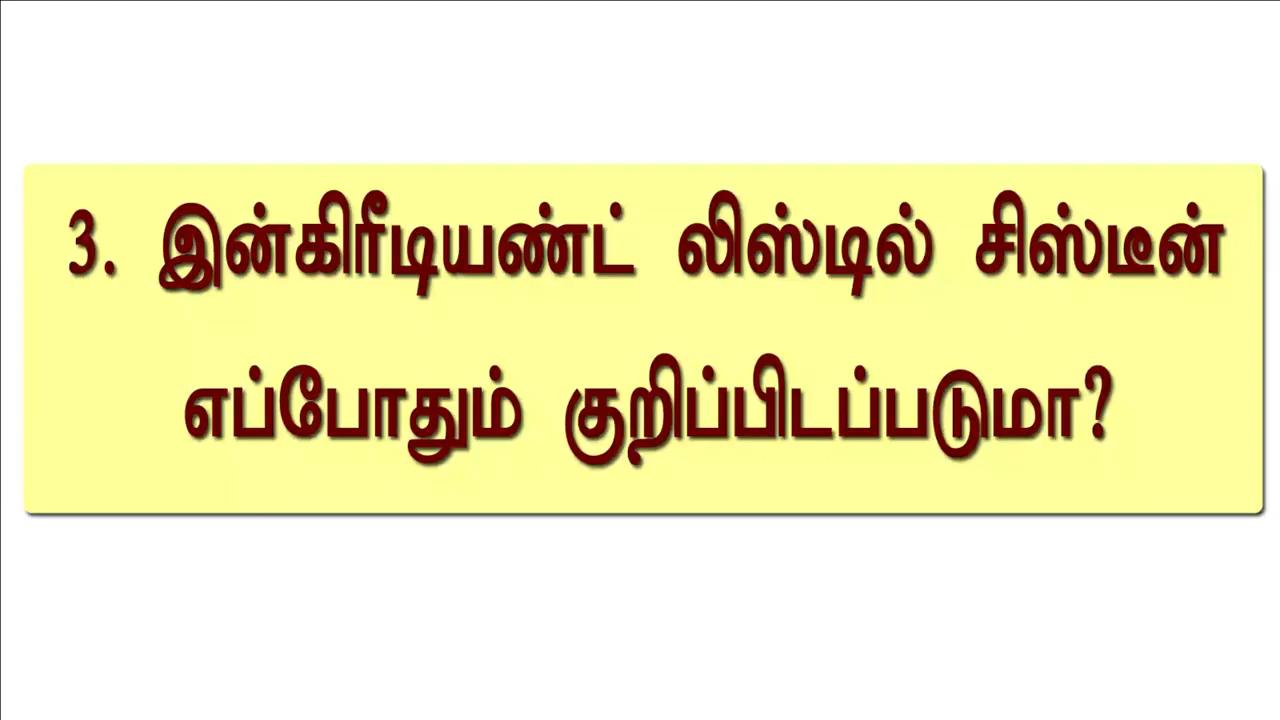 3. இன்கிரீடியண்ட் லிஸ்டில் சிஸ்டீன்
எப்போதும் குறிப்பிடப்படுமா?